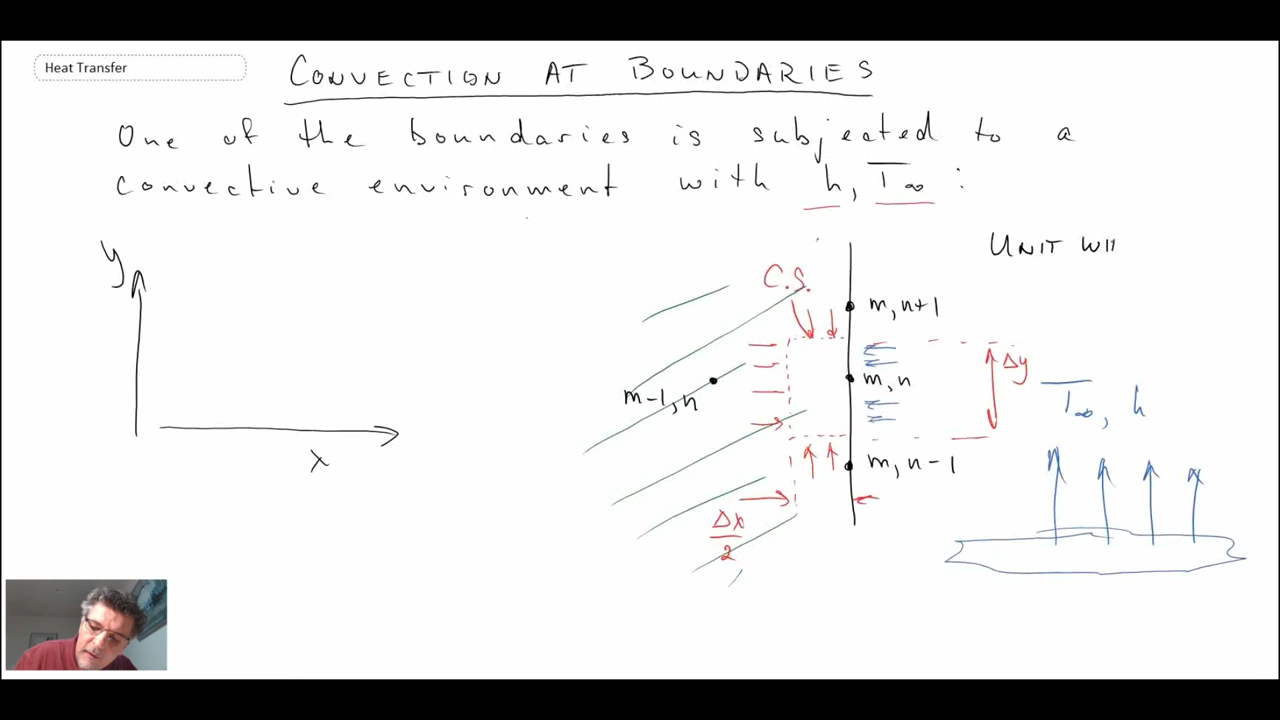 Heat Transfer
CONVECTION AT BOUNDARIES
One of the boundaries is subjected to a
convective environment with h, T∞ :
y
x
UNIT WII
C.S.
m, n+1
m, n
m-1, n
m, n-1
Δy
T∞, h
Δx
2